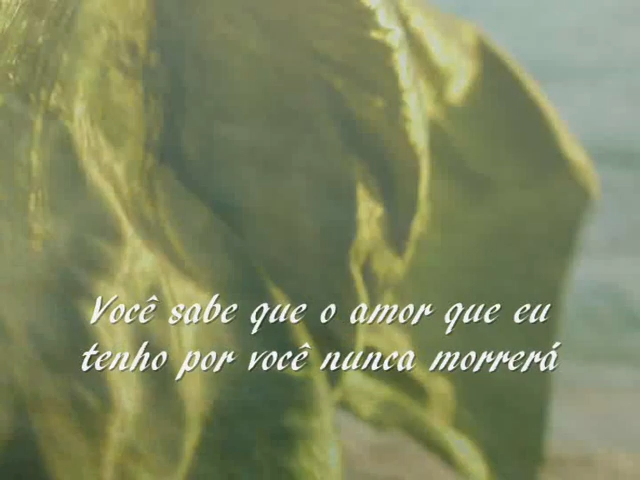 Você sabe que o amor que eu
tenho por você nunca morrerá